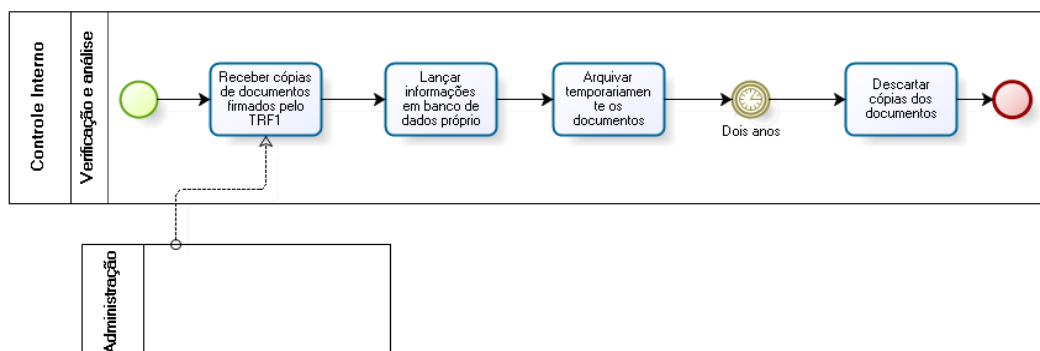 Controle Interno
Verificação e análise
Receber cópias
de documentos
firmados pelo
TRF1
Lançar
informações
em banco de
dados próprio
Arquivar
temporariamen
te os
documentos
Dois anos
Descartar
cópias dos
documentos
Administração